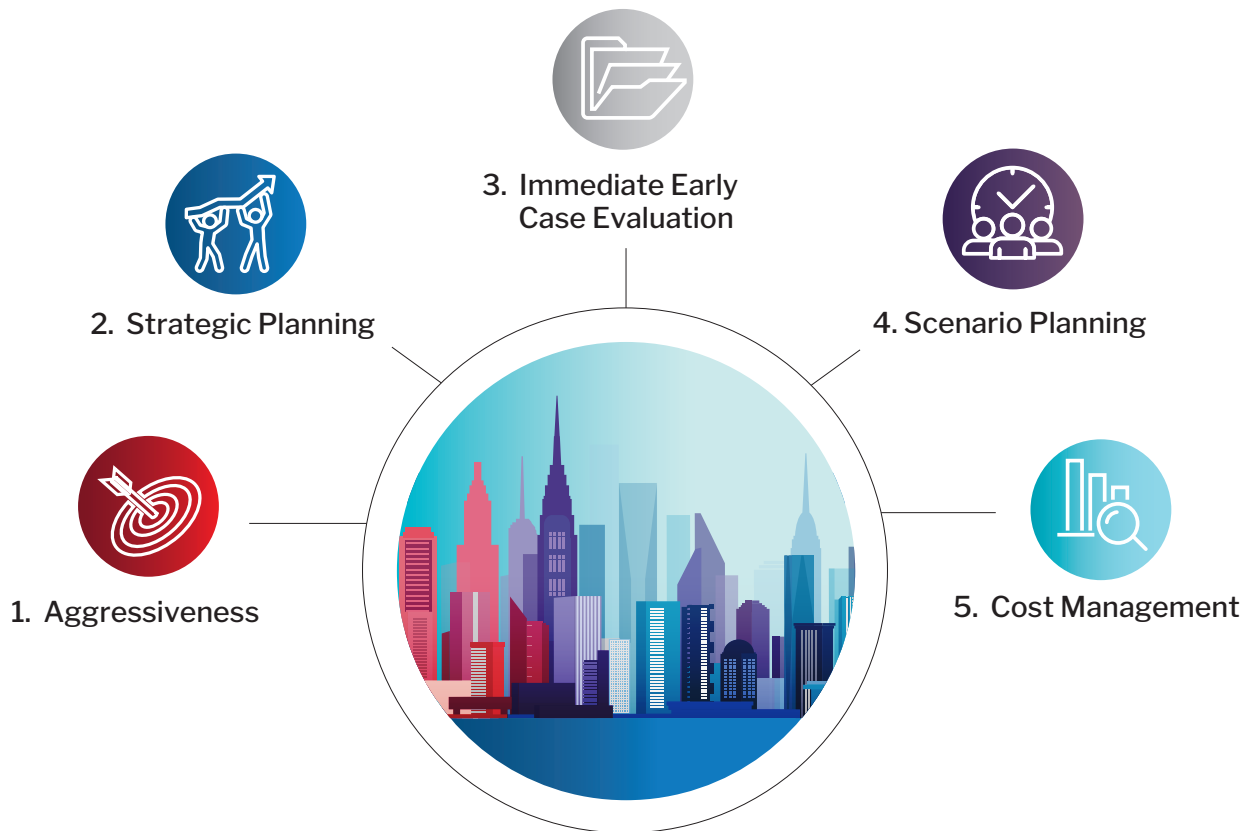 1. Aggressiveness
2. Strategic Planning
3. Immediate Early
Case Evaluation
4. Scenario Planning
5. Cost Management